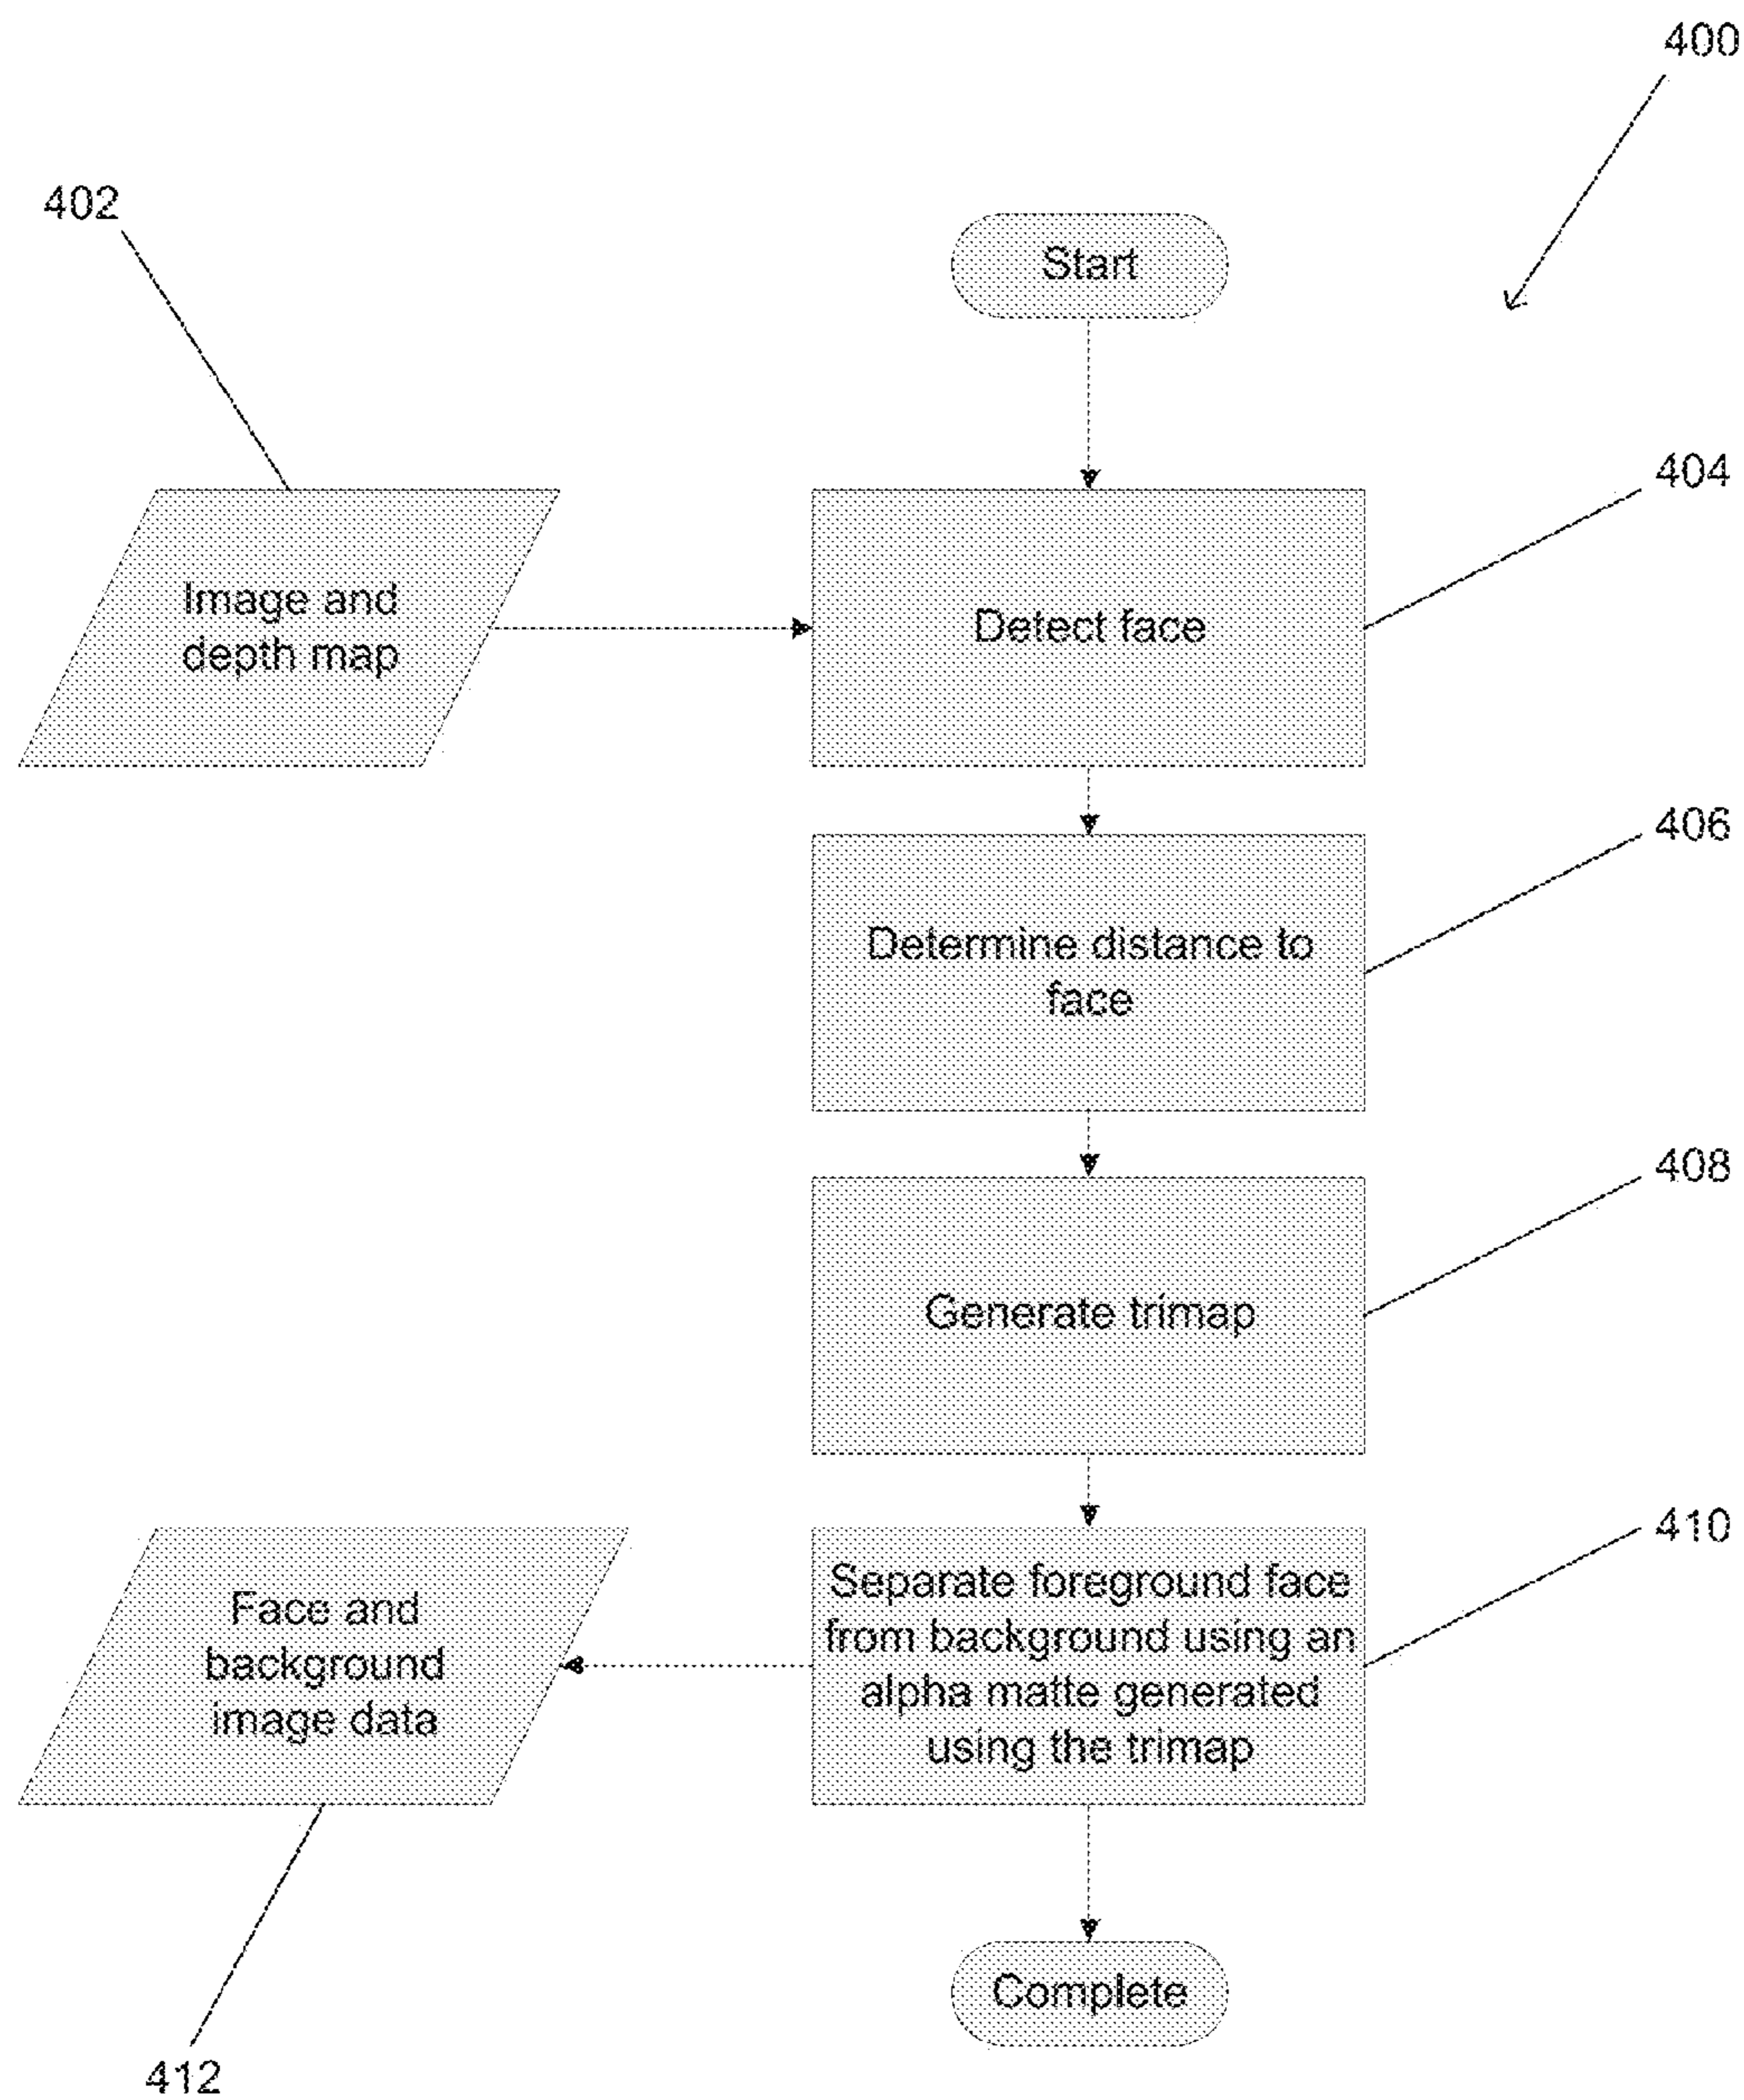 400
402
Start
404
Image and
depth map
Detect face
406
Determine distance to
face
408
Generate trimap
410
Separate foreground face
from background using an
alpha matte generated
using the trimap
Face and
background
image data
Complete
412